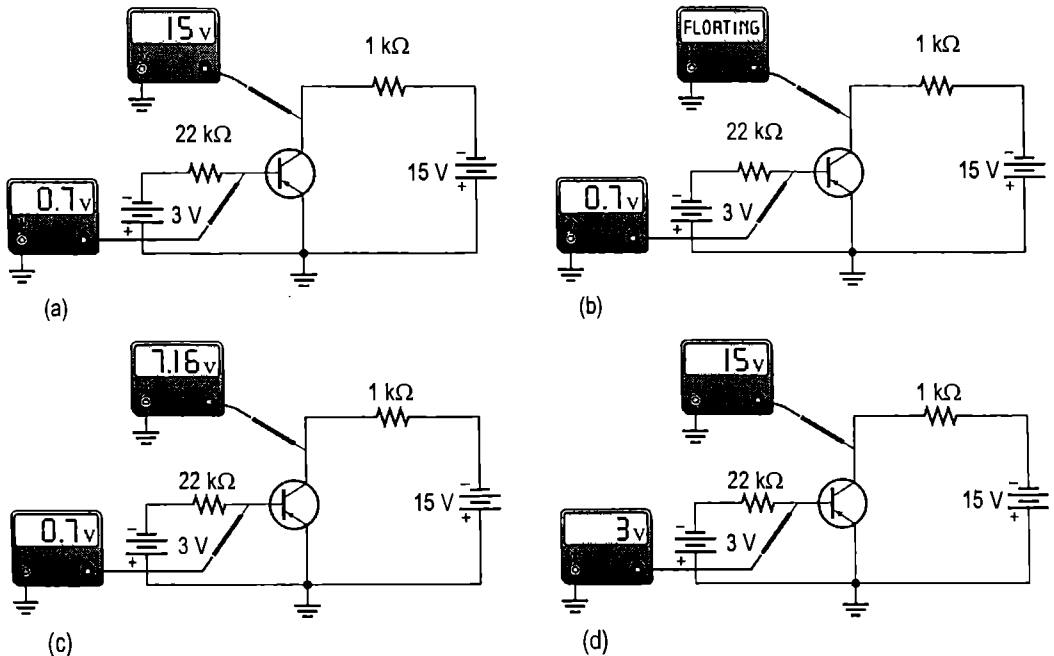 15 v
1 kΩ
22 kΩ
0.7 v
-
+
3 V
-
+
15 V
(a)
FLOATING
1 kΩ
22 kΩ
0.7 v
-
+
3 V
-
+
15 V
(b)
7.16 v
1 kΩ
22 kΩ
0.7 v
-
+
3 V
-
+
15 V
(c)
15 v
1 kΩ
22 kΩ
3 v
-
+
3 V
-
+
15 V
(d)